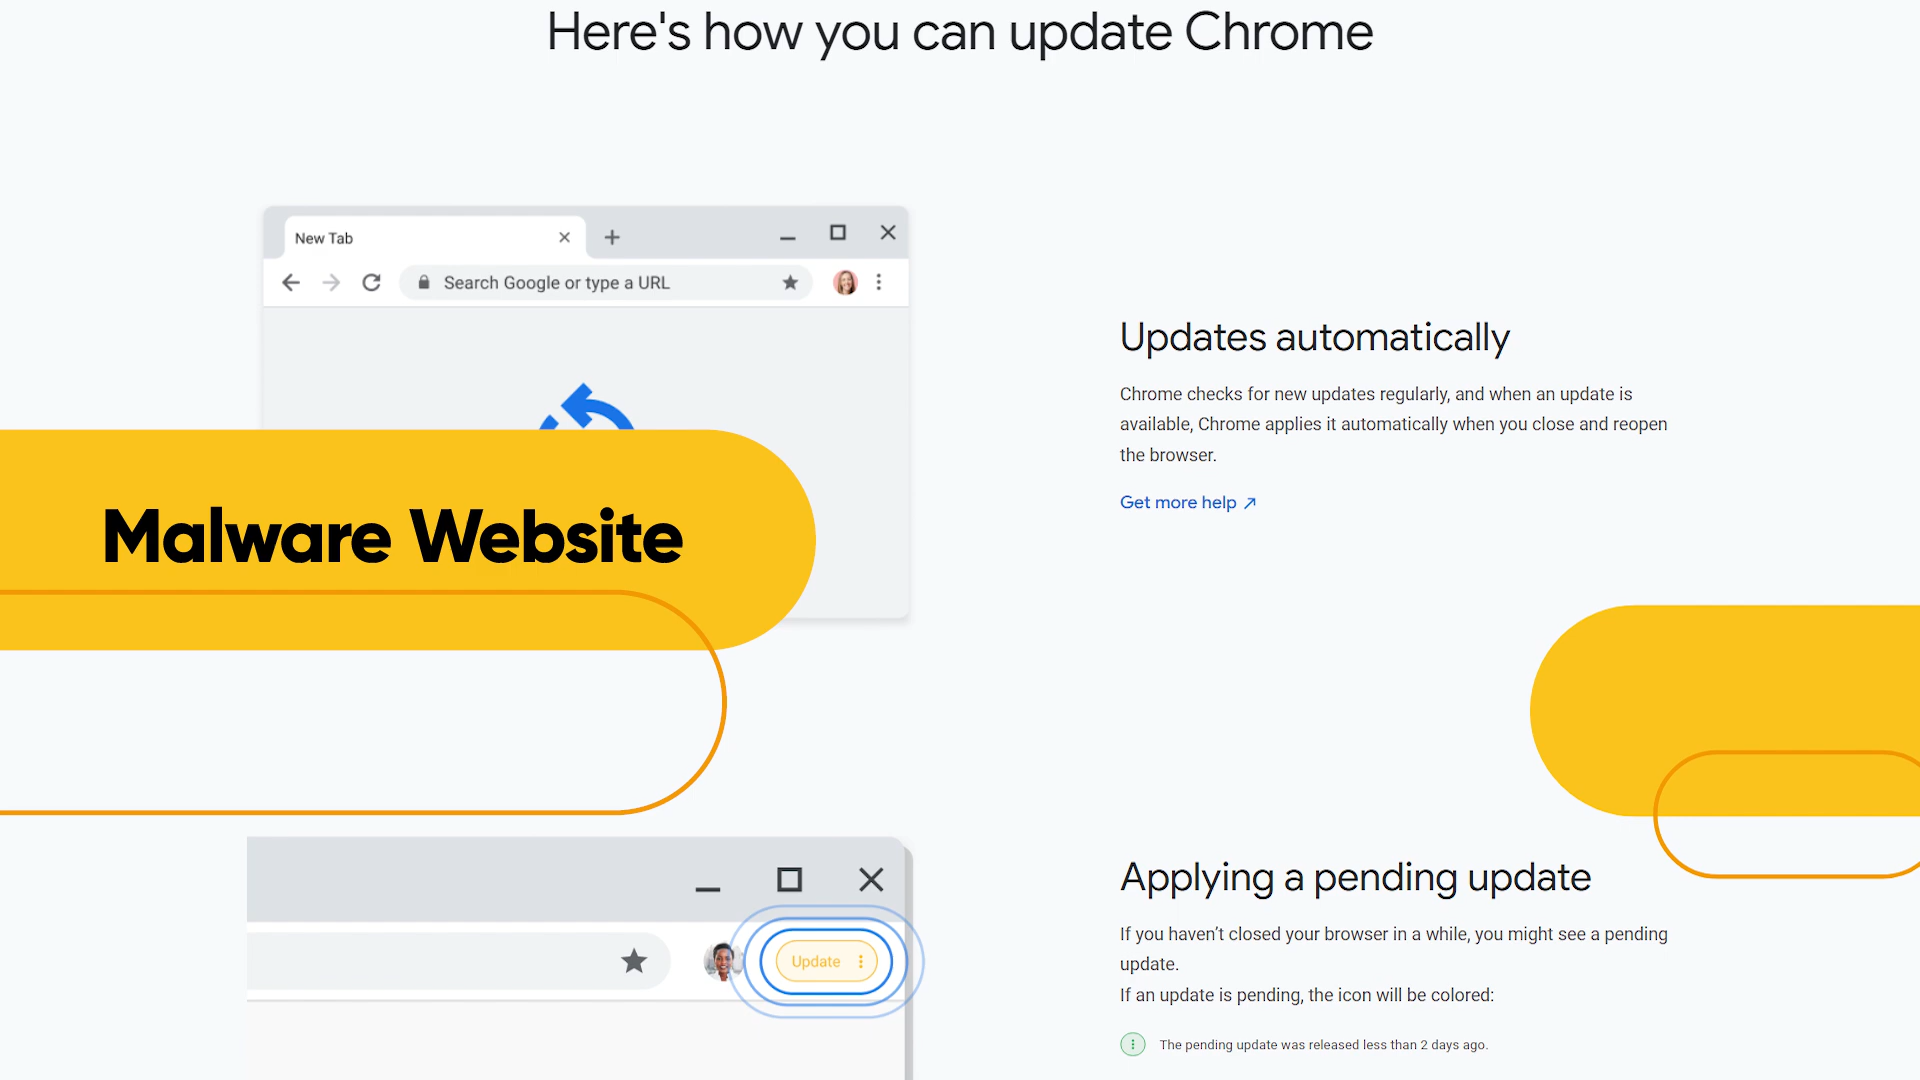 Here's how you can update Chrome
New Tab
Search Google or type a URL
Updates automatically
Chrome checks for new updates regularly, and when an update is
available, Chrome applies it automatically when you close and reopen
the browser.
Get more help
Malware Website
Update
Applying a pending update
If you haven’t closed your browser in a while, you might see a pending
update.
If an update is pending, the icon will be colored:
The pending update was released less than 2 days ago.